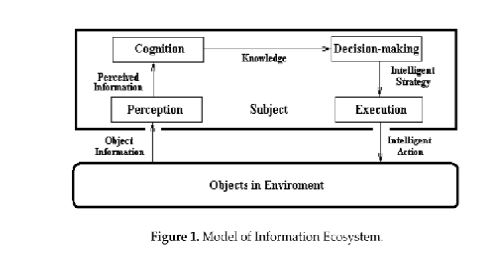 Cognition
Knowledge
Decision-making
Perceived
Information
Intelligent
Strategy
Perception
Subject
Execution
Object
Information
Intelligent
Action
Objects in Enviroment
Figure 1. Model of Information Ecosystem.